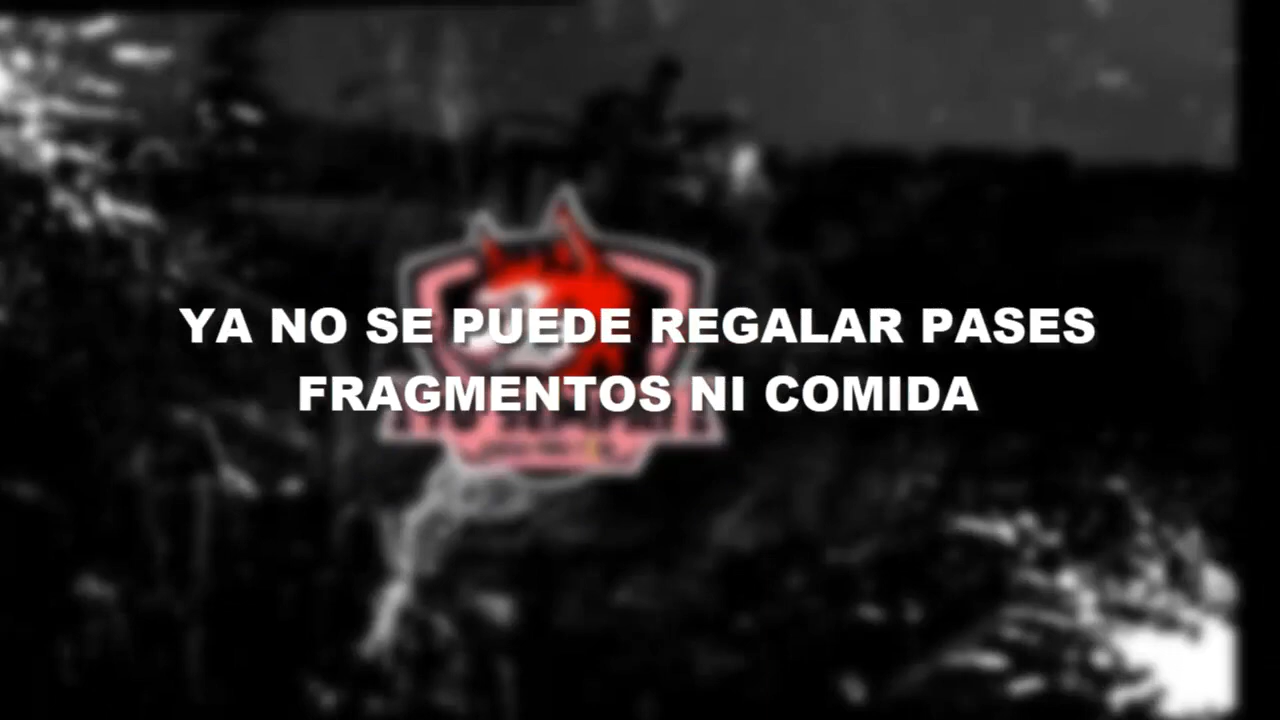 YA NO SE PUEDE REGALAR PASES
FRAGMENTOS NI COMIDA